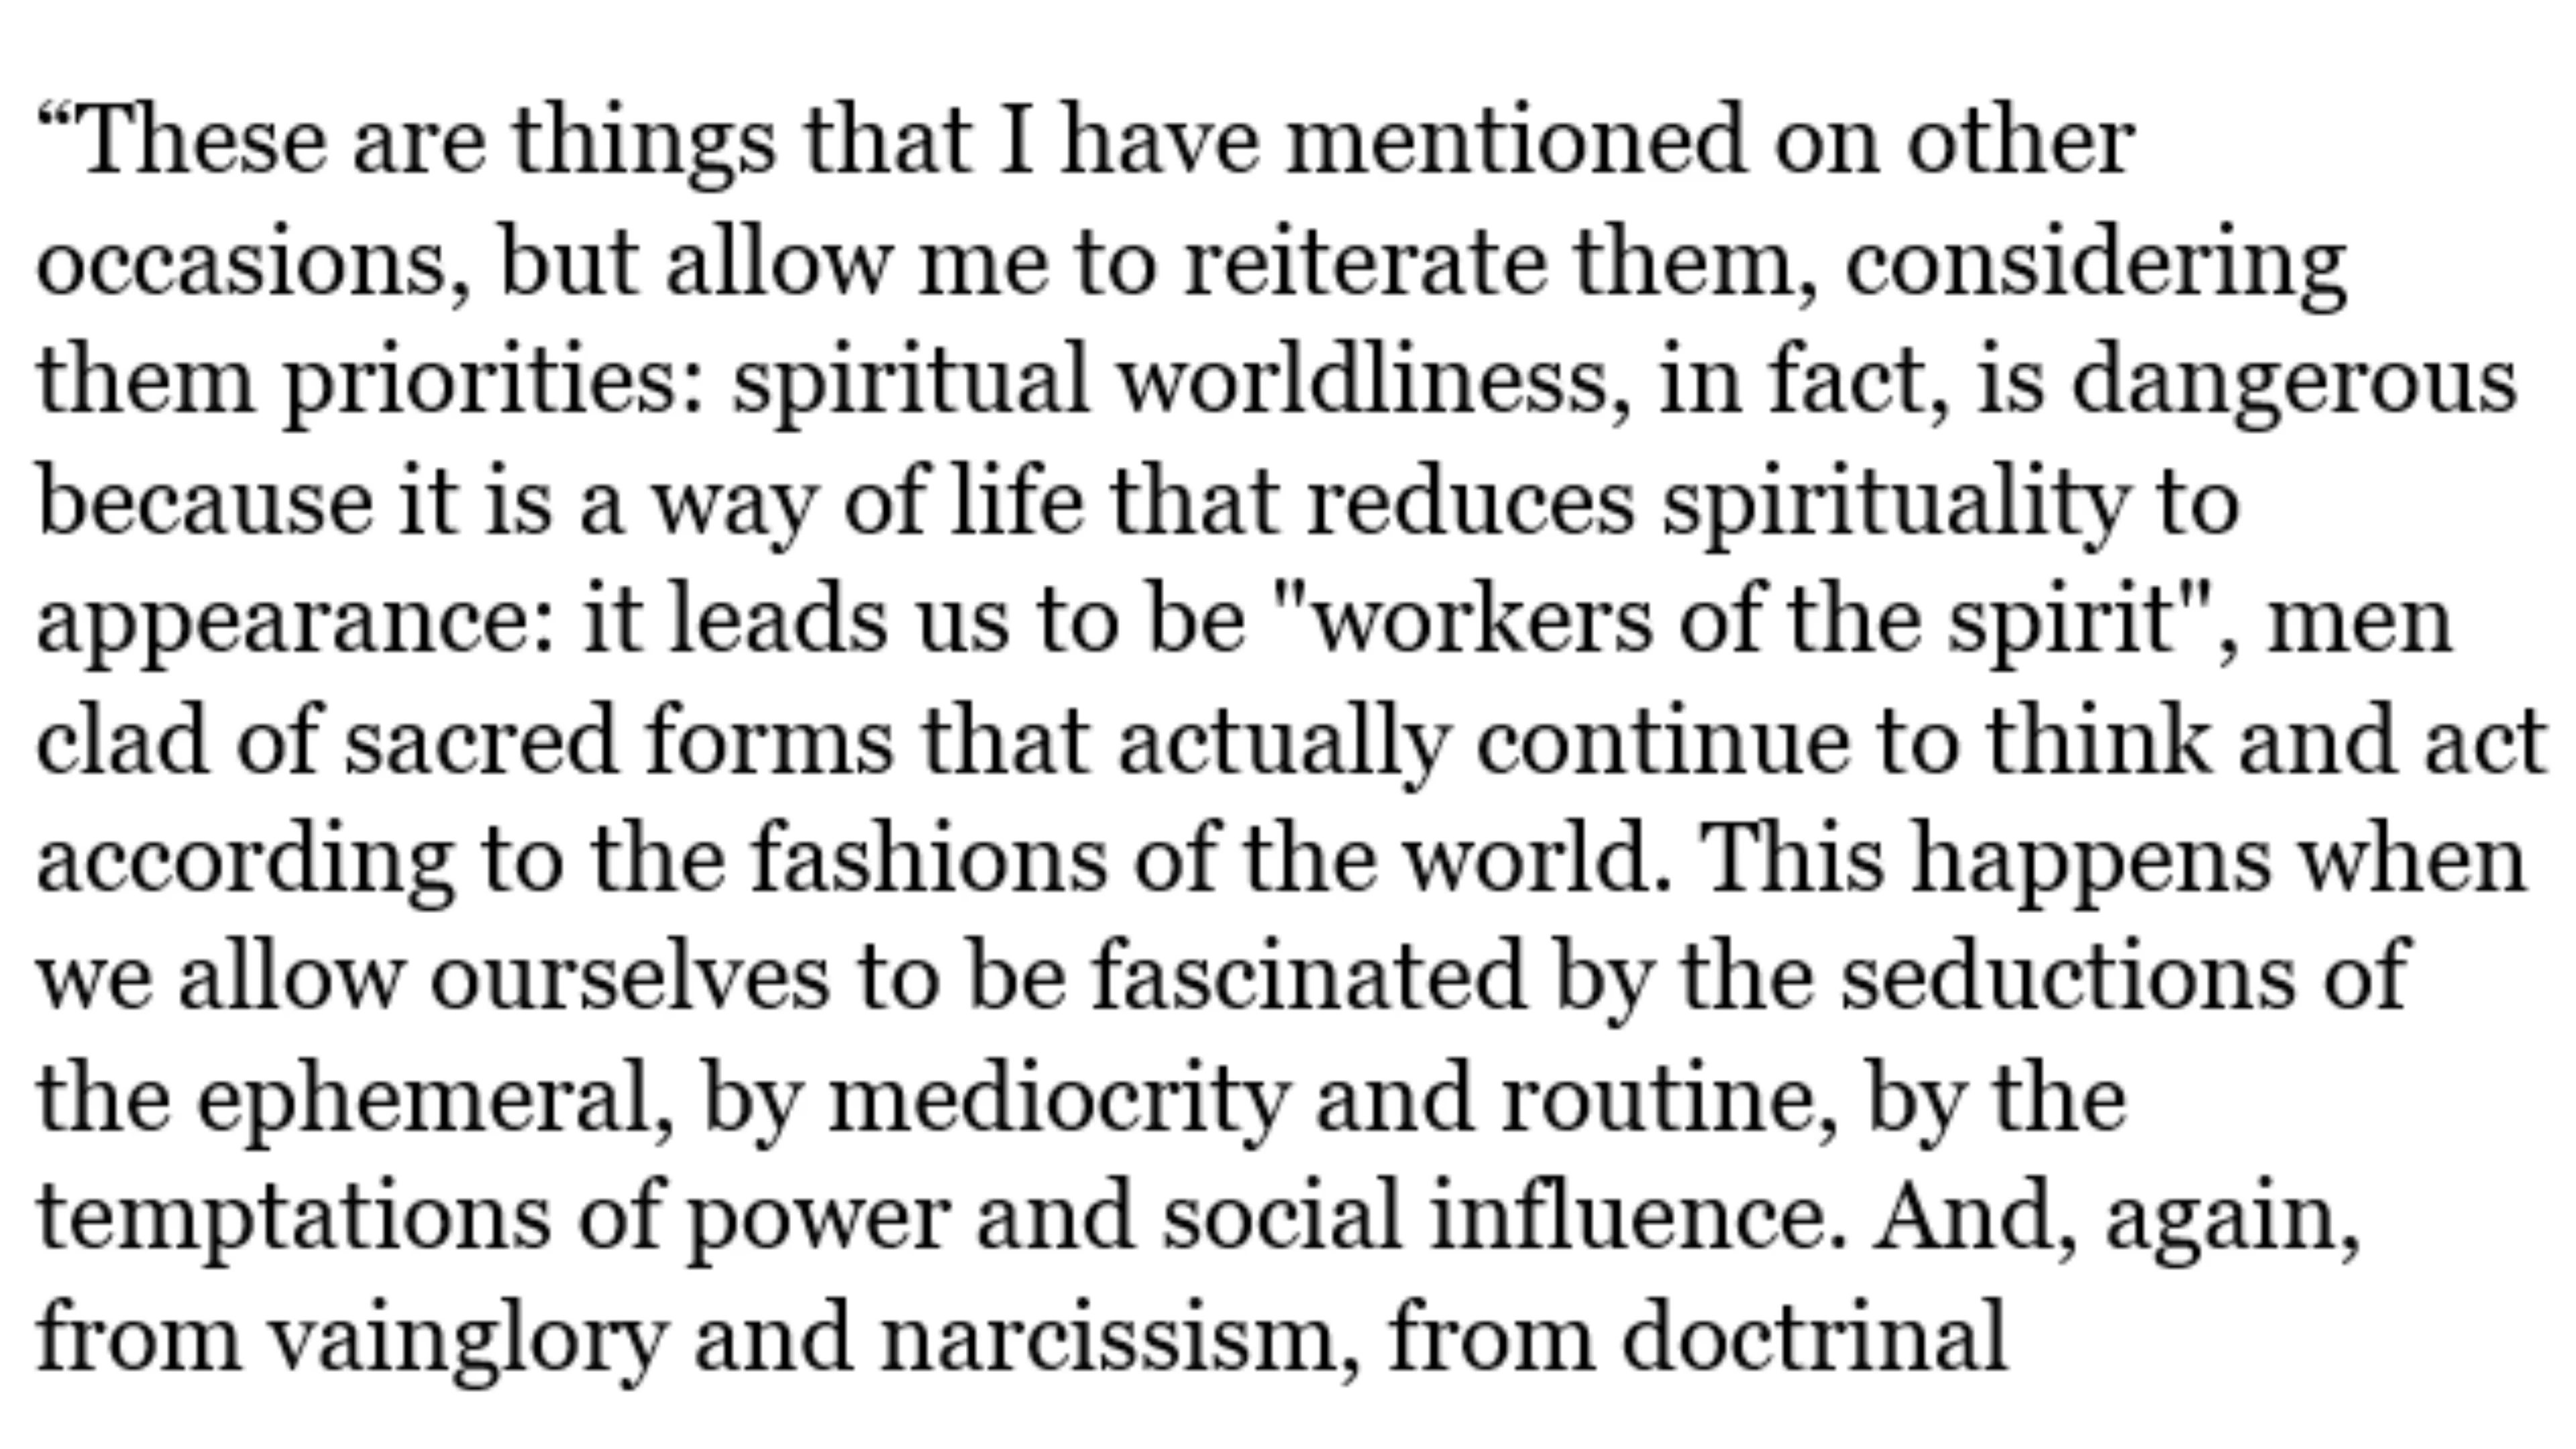 “These are things that I have mentioned on other
occasions, but allow me to reiterate them, considering
them priorities: spiritual worldliness, in fact, is dangerous
because it is a way of life that reduces spirituality to
appearance: it leads us to be "workers of the spirit", men
clad of sacred forms that actually continue to think and act
according to the fashions of the world. This happens when
we allow ourselves to be fascinated by the seductions of
the ephemeral, by mediocrity and routine, by the
temptations of power and social influence. And, again,
from vainglory and narcissism, from doctrinal